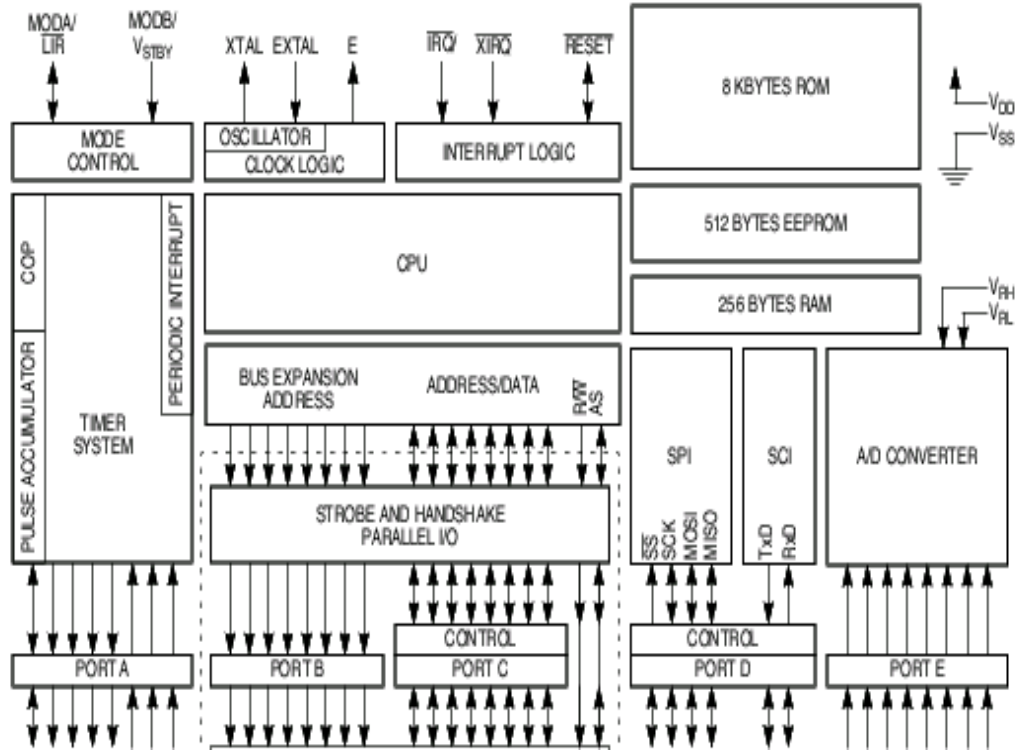 MODA/
LIR
MODB/
VSTBY
XTAL EXTAL E
IRQ/ XIRQ RESET
8 KBYTES ROM
VDD
VSS
MODE
CONTROL
OSCILLATOR
CLOCK LOGIC
INTERRUPT LOGIC
COP
PERIODIC INTERRUPT
PULSE ACCUMULATOR
TIMER
SYSTEM
CPU
512 BYTES EEPROM
256 BYTES RAM
VRH
VRL
BUS EXPANSION
ADDRESS
ADDRESS/DATA
R/W
AS
STROBE AND HANDSHAKE
PARALLEL I/O
SPI
SS
SCK
MOSI
MISO
SCI
TxD
RxD
A/D CONVERTER
CONTROL
CONTROL
PORT A
PORT B
PORT C
PORT D
PORT E